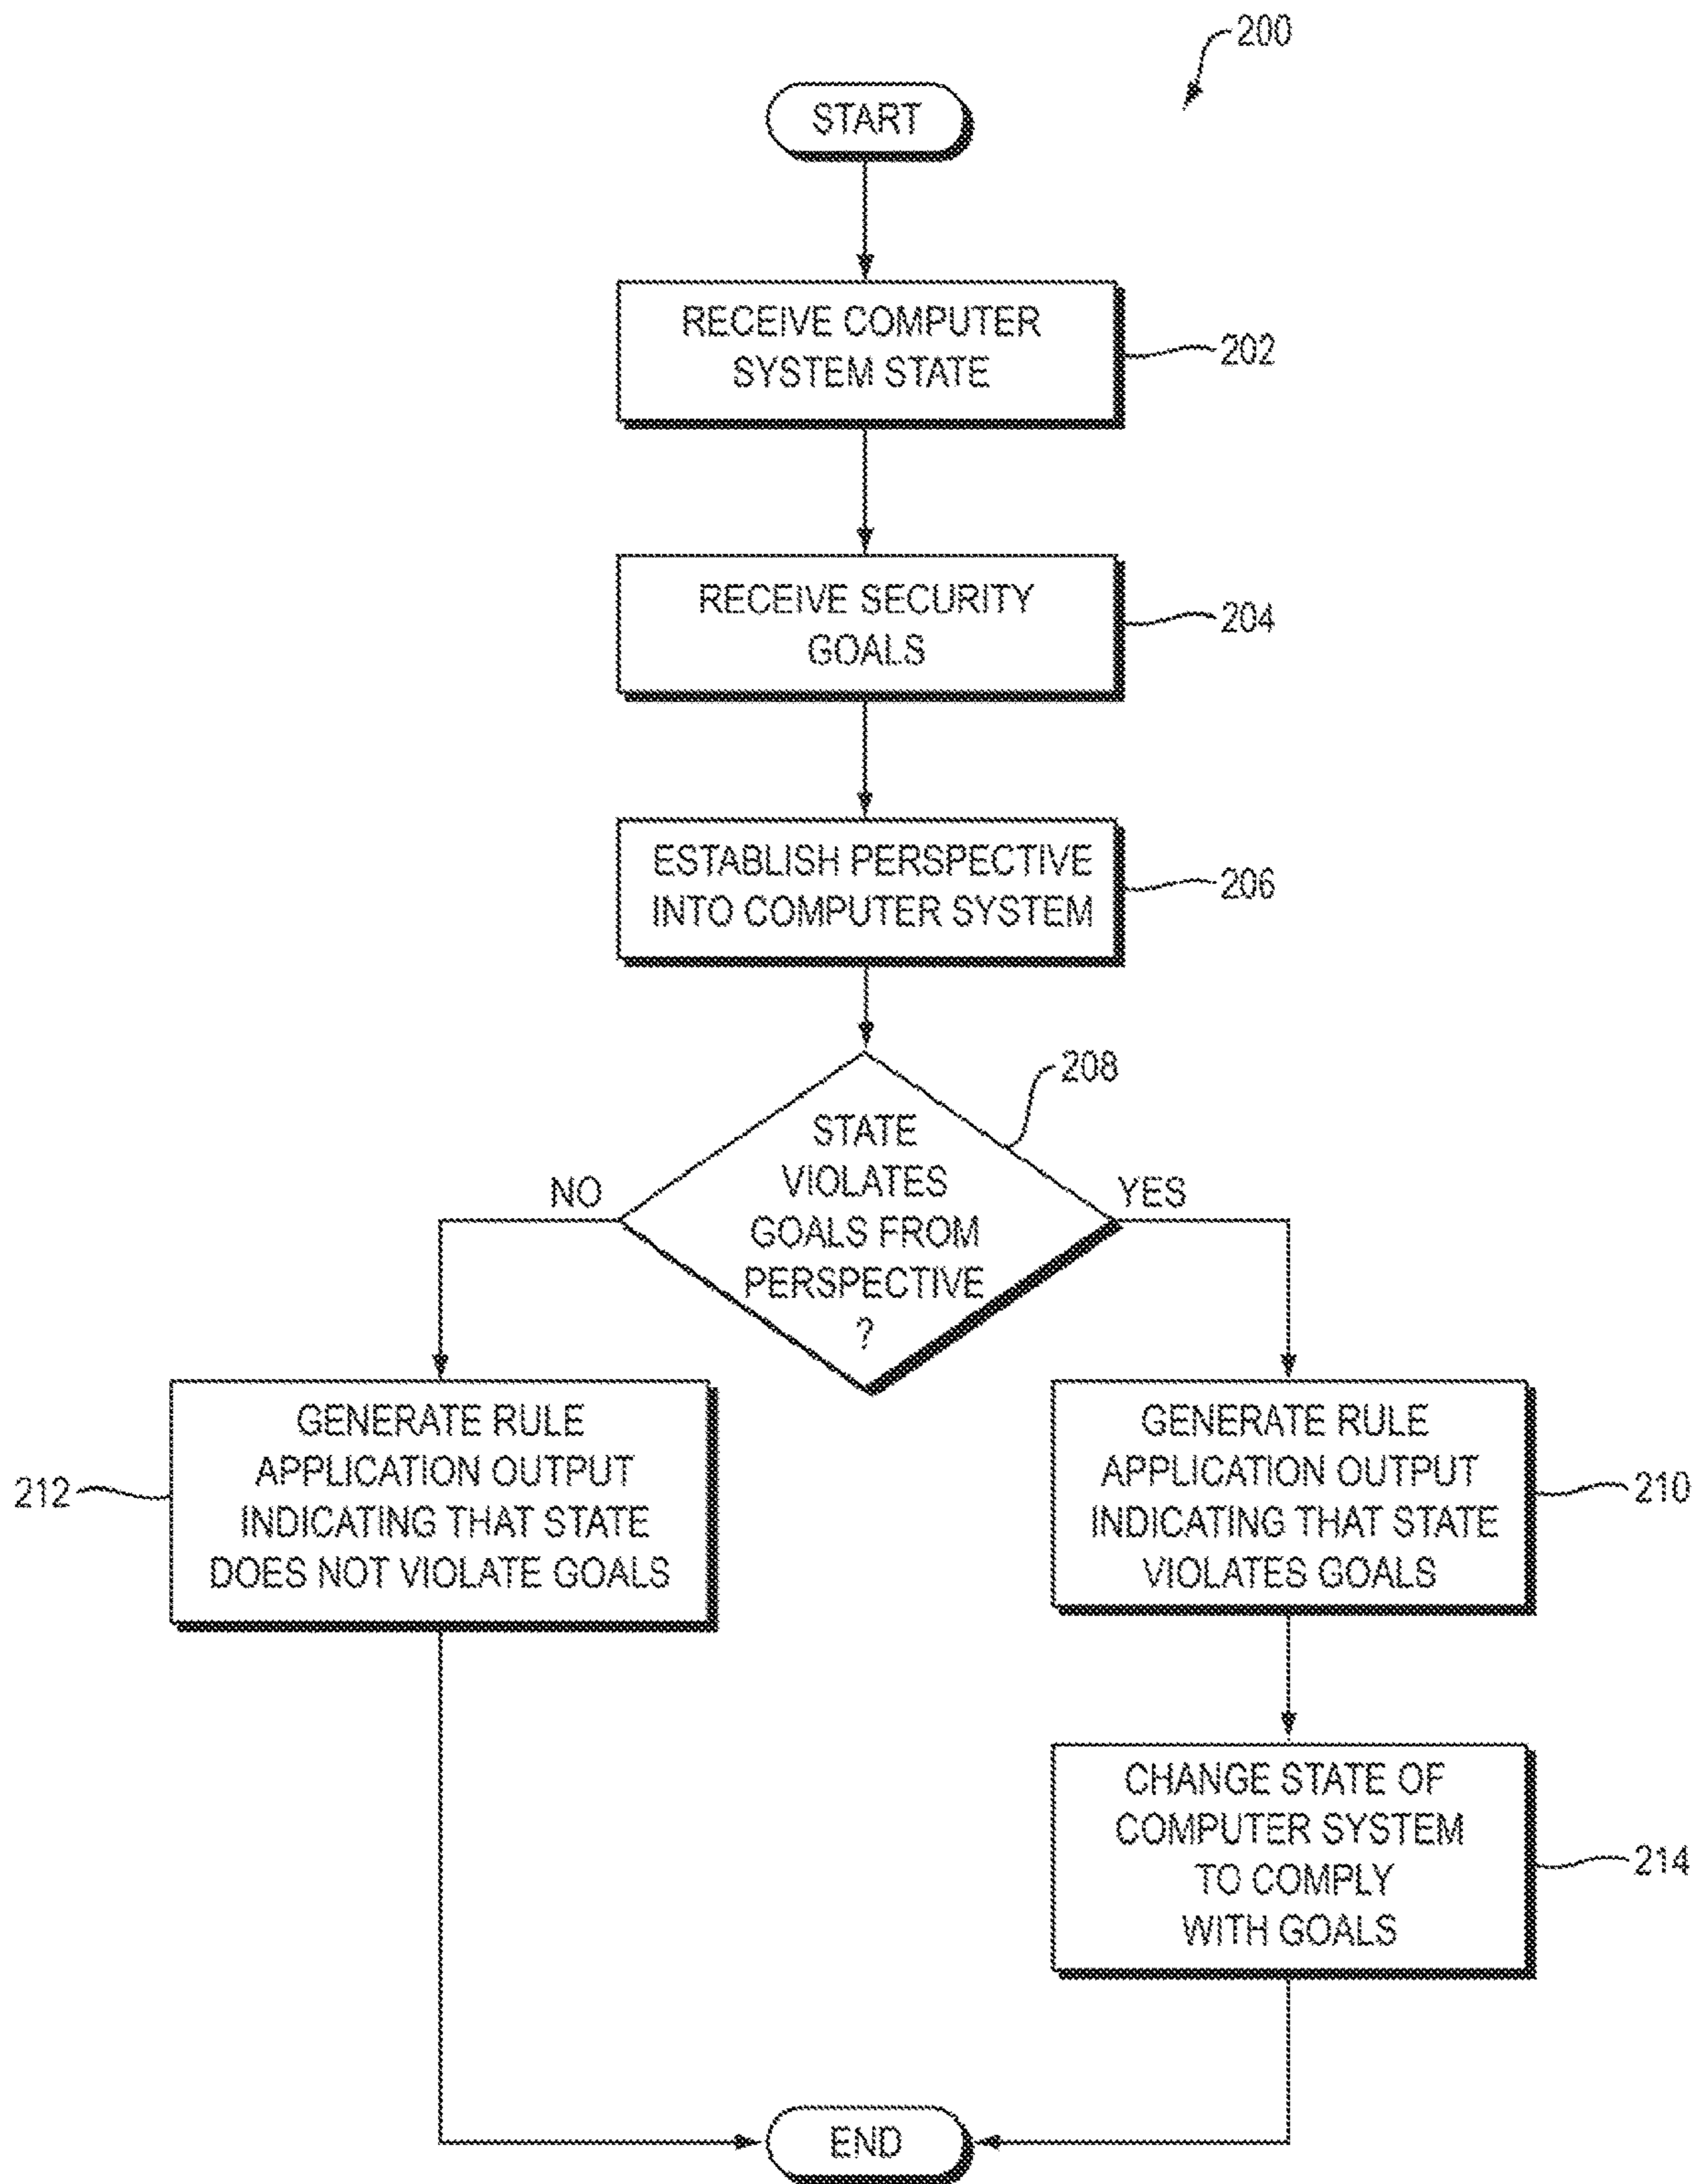 200
START
RECEIVE COMPUTER
SYSTEM STATE
202
RECEIVE SECURITY
GOALS
204
ESTABLISH PERSPECTIVE
INTO COMPUTER SYSTEM
206
208
STATE
VIOLATES
GOALS FROM
PERSPECTIVE
?
NO
YES
GENERATE RULE
APPLICATION OUTPUT
INDICATING THAT STATE
DOES NOT VIOLATE GOALS
212
GENERATE RULE
APPLICATION OUTPUT
INDICATING THAT STATE
VIOLATES GOALS
210
CHANGE STATE OF
COMPUTER SYSTEM
TO COMPLY
WITH GOALS
214
END